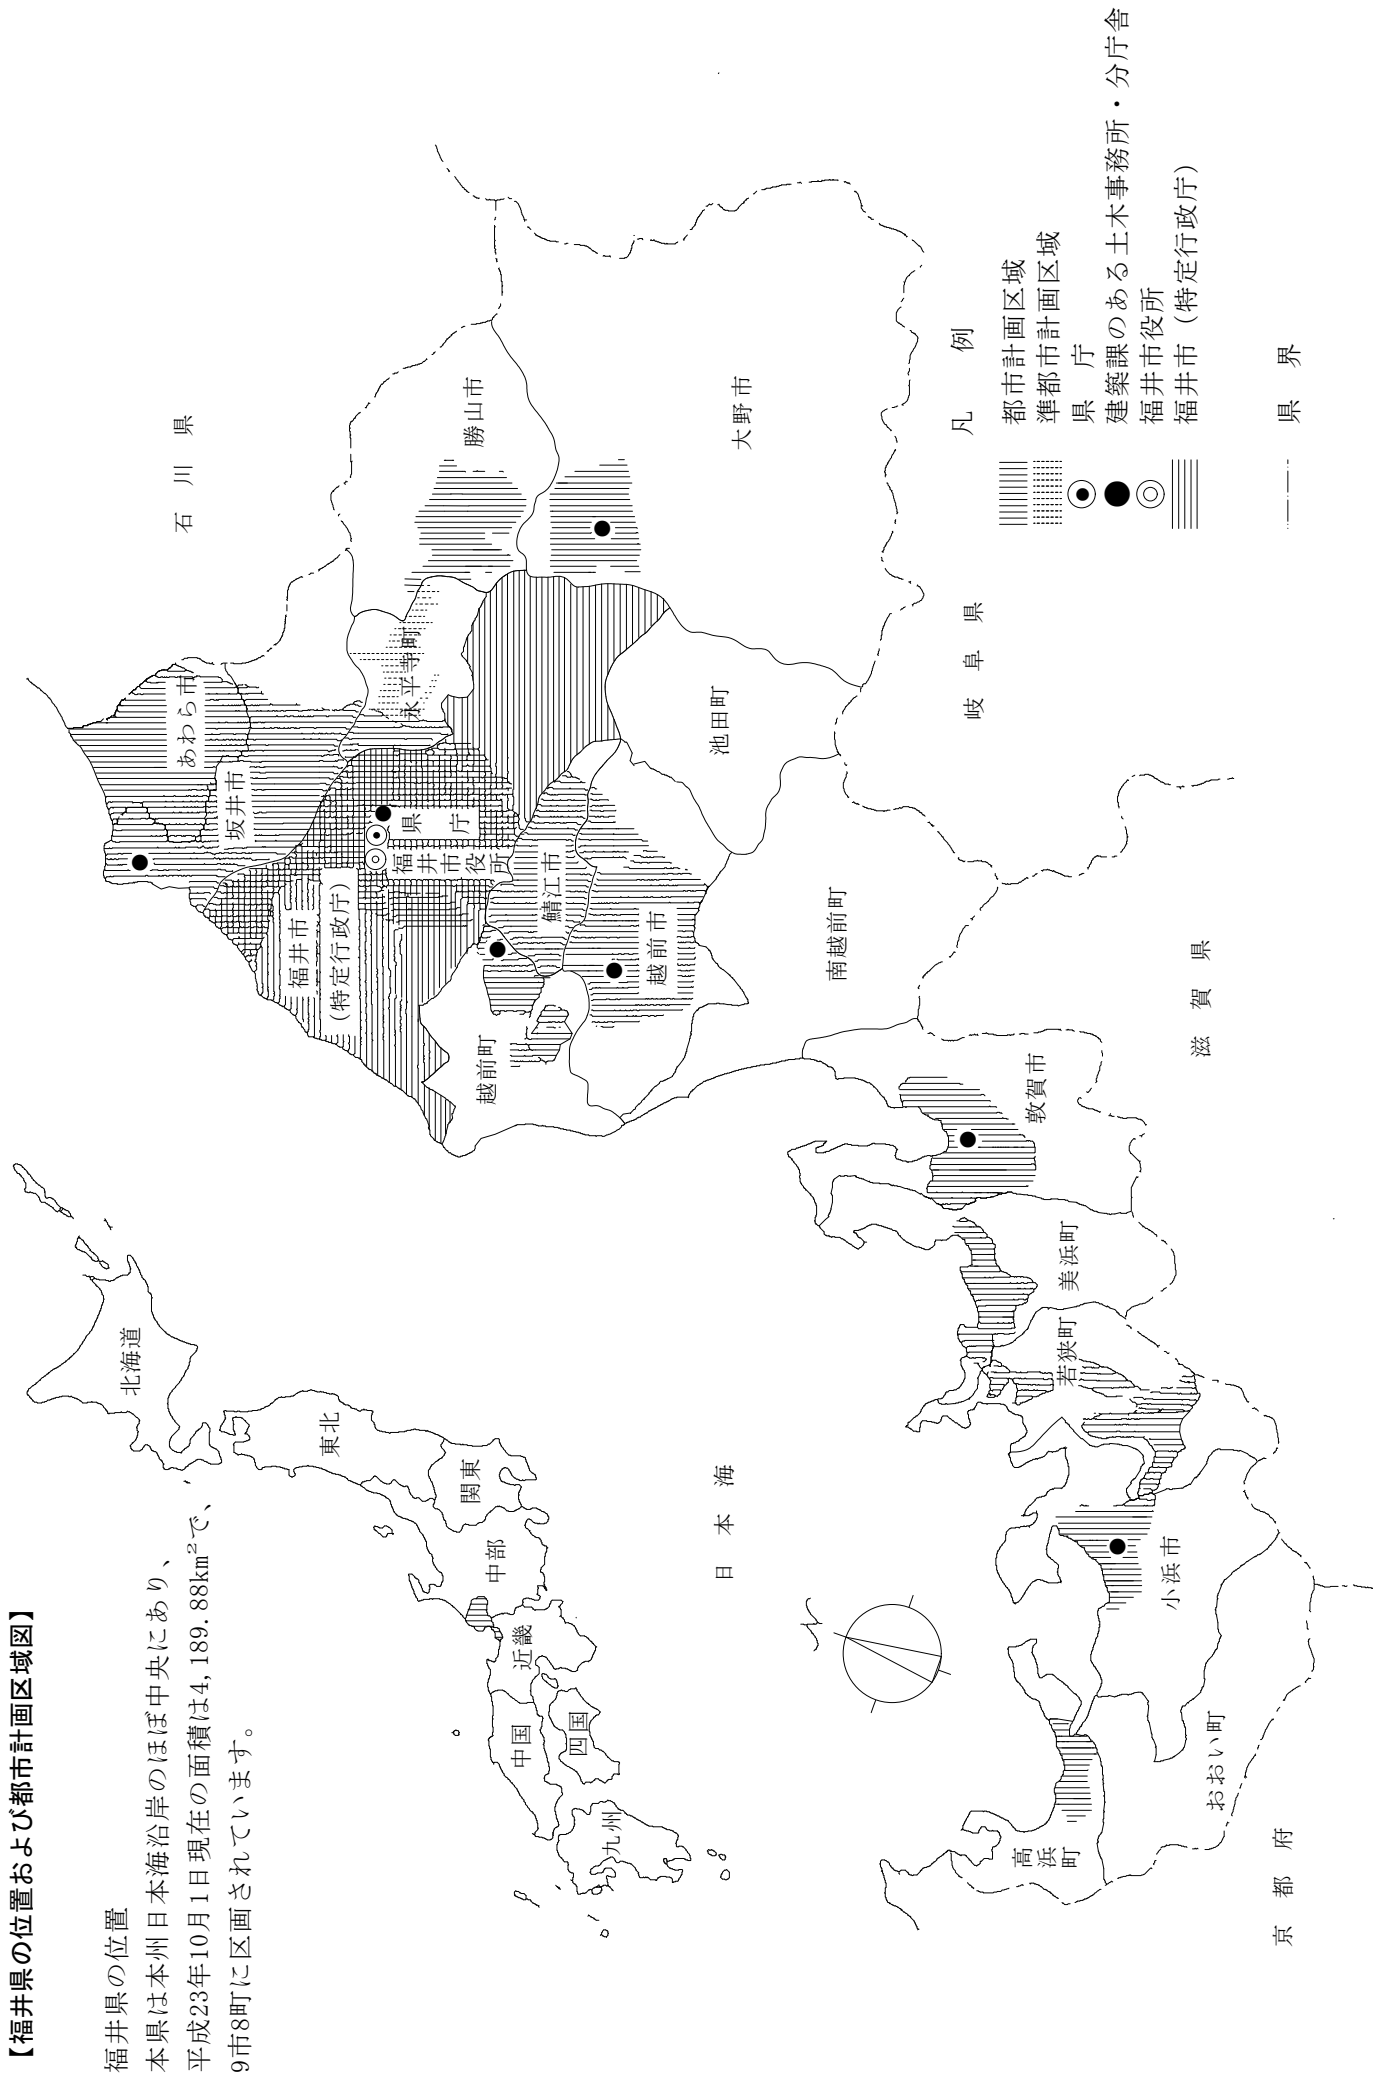 【福井県の位置および都市計画区域図】
福井県の位置
本県は本州日本海沿岸のほぼ中央にあり、
平成23年10月1日現在の面積は4,189.88km²で、
9市8町に区画されています。
北海道
東北
関東
中部
近畿
中国
四国
九州
日本海
石川県
あわら市
坂井市
福井市
(特定行政庁)
福井市役所
県庁
永平寺町
勝山市
大野市
鯖江市
越前町
越前市
池田町
南越前町
岐阜県
滋賀県
敦賀市
美浜町
若狭町
小浜市
おおい町
高浜町
京都府
N
凡例
都市計画区域
準都市計画区域
県庁
建築課のある土木事務所・分庁舎
福井市役所
福井市(特定行政庁)
県界